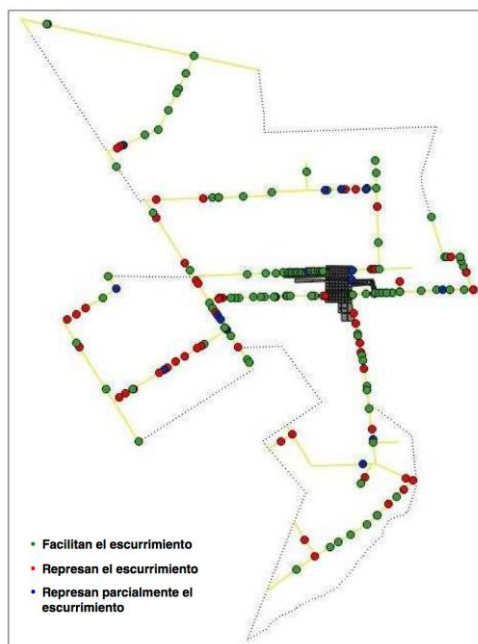 Facilitan el escurrimiento
Represan el escurrimiento
Represan parcialmente el
escurrimiento